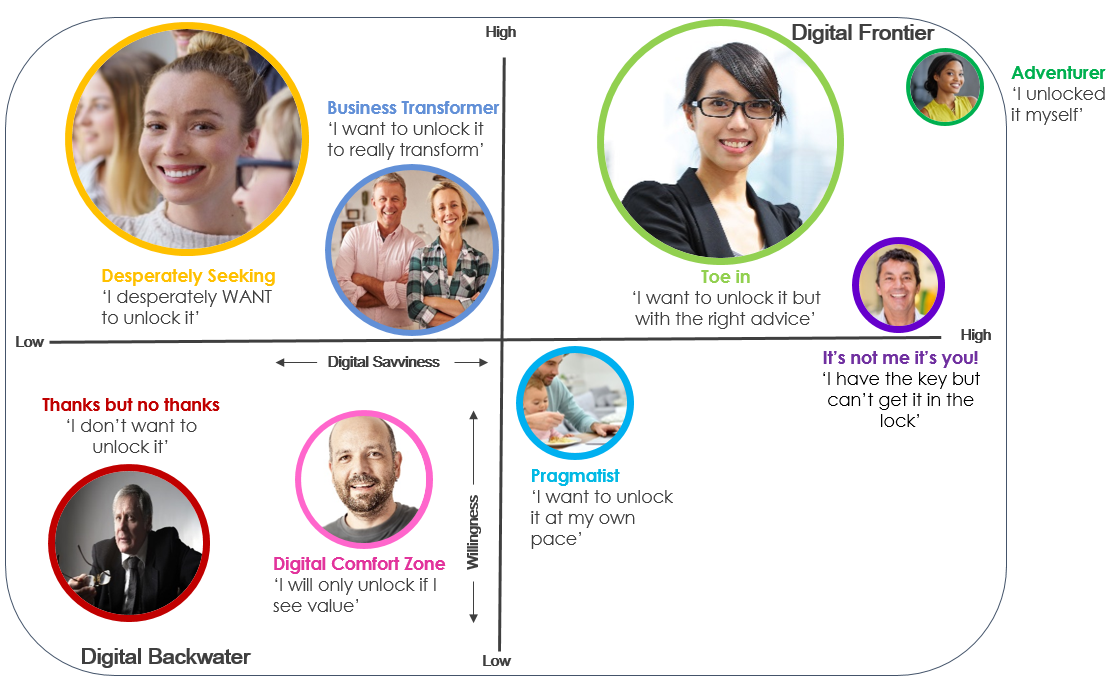 High
Digital Frontier
Adventurer
‘I unlocked
it myself’
Business Transformer
‘I want to unlock it
to really transform’
Desperately Seeking
‘I desperately WANT
to unlock it’
Toe in
‘I want to unlock it but
with the right advice’
Low
High
Digital Savviness
It’s not me it’s you!
‘I have the key but
can’t get it in the
lock’
Thanks but no thanks
‘I don’t want to
unlock it’
Pragmatist
‘I want to unlock
it at my own
pace’
Willingness
Digital Comfort Zone
‘I will only unlock if I
see value’
Digital Backwater
Low